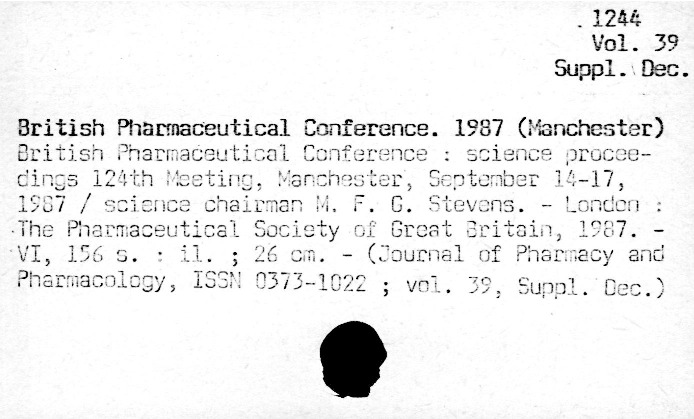 1244
Vol. 39
Suppl. Dec.
British Pharmaceutical Conference. 1987 (Manchester)
British Pharmaceutical Conference : science procee-
dings 124th Meeting, Manchester, September 14-17,
1987 / science chairman M. F. G. Stevens. - London :
The Pharmaceutical Society of Great Britain, 1987. -
VI, 156 s. : il. ; 26 cm. - (Journal of Pharmacy and
Pharmacology, ISSN 0373-1022 ; vol. 39, Suppl. Dec.)